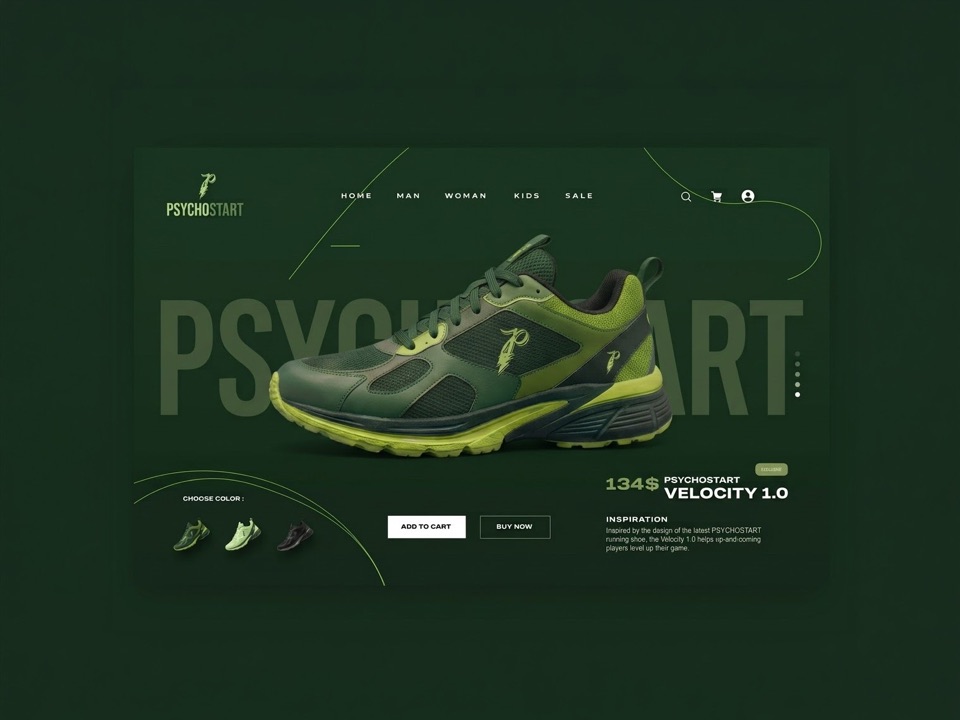 PSYCHOSTART
HOME MAN WOMAN KIDS SALE
PSYCHOSTART
CHOOSE COLOR :
ADD TO CART
BUY NOW
134$
PSYCHOSTART
VELOCITY 1.0
INSPIRATION
Inspired by the design of the latest PSYCHOSTART
running shoe, the Velocity 1.0 helps up-and-coming
players level up their game.